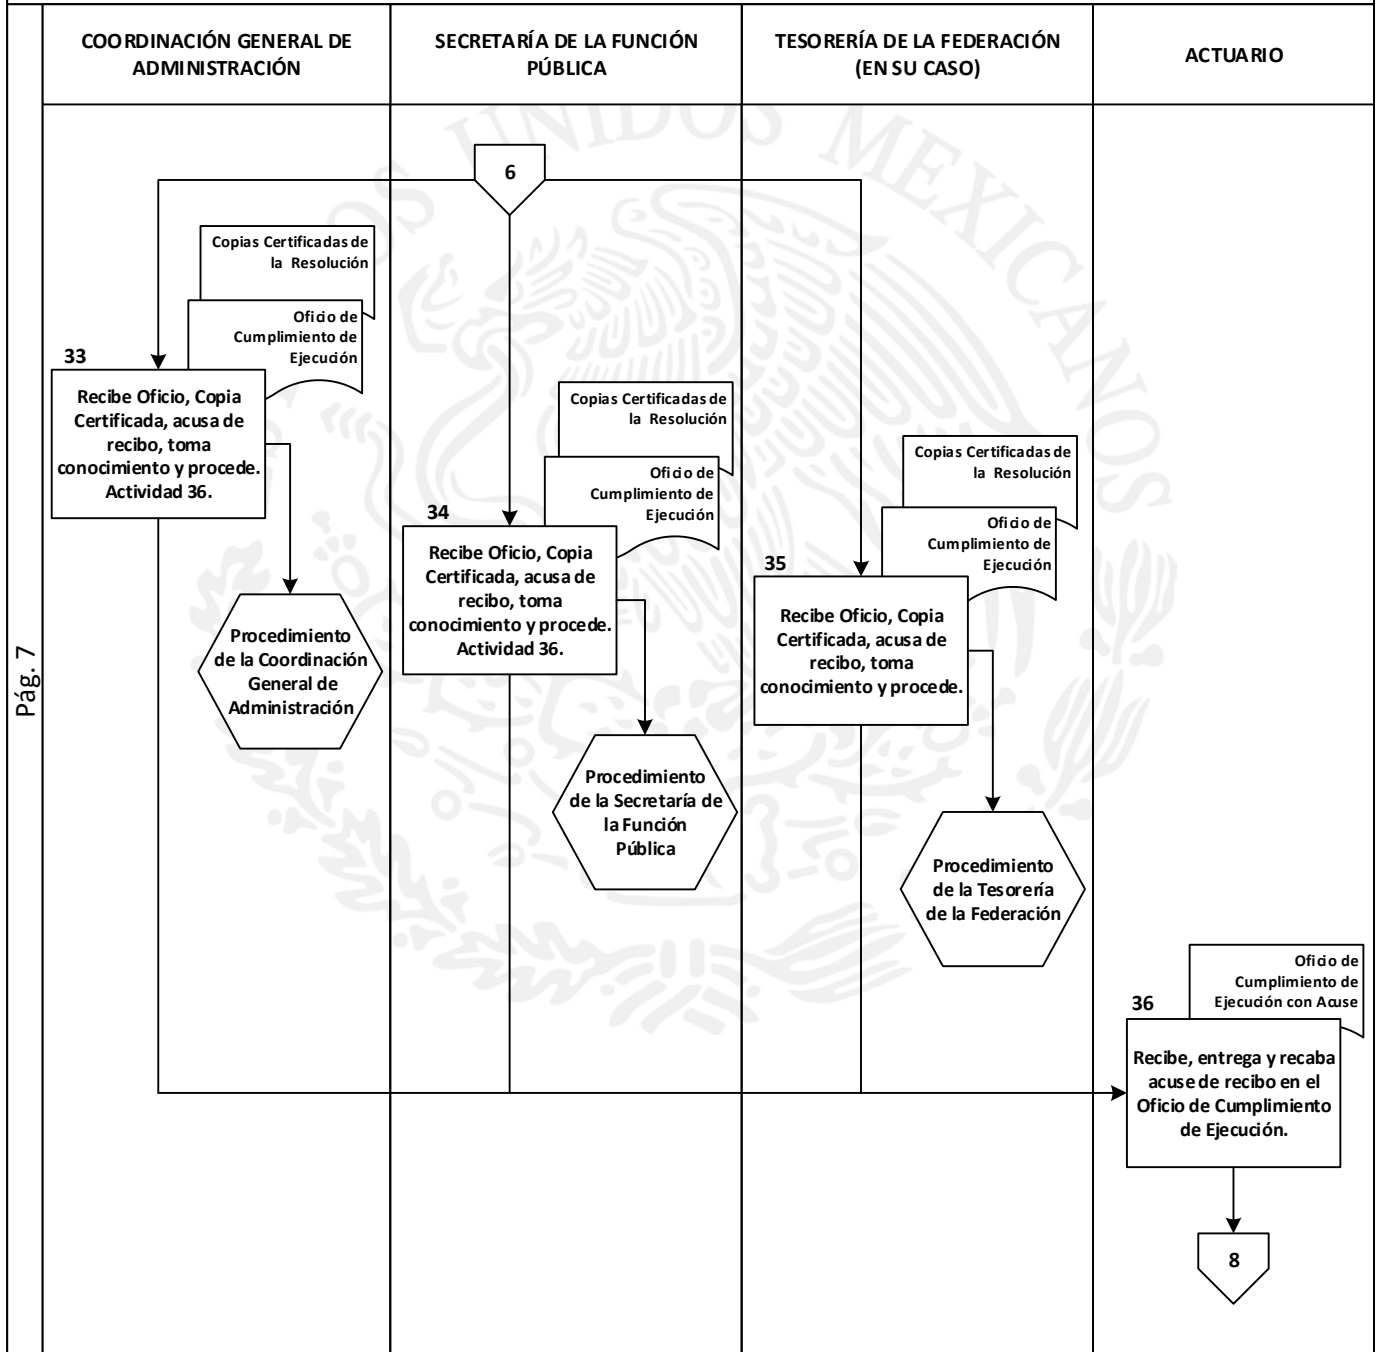 COORDINACIÓN GENERAL DE
ADMINISTRACIÓN
SECRETARÍA DE LA FUNCIÓN
PÚBLICA
TESORERÍA DE LA FEDERACIÓN
(EN SU CASO)
ACTUARIO
UNIDOS MEXICANOS
6
Copias Certificadas de
la Resolución
Oficio de
Cumplimiento de
Ejecución
33
Recibe Oficio, Copia
Certificada, acusa de
recibo, toma
conocimiento y procede.
Actividad 36.
Procedimiento
de la Coordinación
General de
Administración
Copias Certificadas de
la Resolución
Oficio de
Cumplimiento de
Ejecución
34
Recibe Oficio, Copia
Certificada, acusa de
recibo, toma
conocimiento y procede.
Actividad 36.
Procedimiento
de la Secretaría de
la Función
Pública
Copias Certificadas de
la Resolución
Oficio de
Cumplimiento de
Ejecución
35
Recibe Oficio, Copia
Certificada, acusa de
recibo, toma
conocimiento y procede.
Procedimiento
de la Tesorería
de la Federación
Oficio de
Cumplimiento de
Ejecución con Acuse
36
Recibe, entrega y recaba
acuse de recibo en el
Oficio de Cumplimiento
de Ejecución.
8
Pág. 7